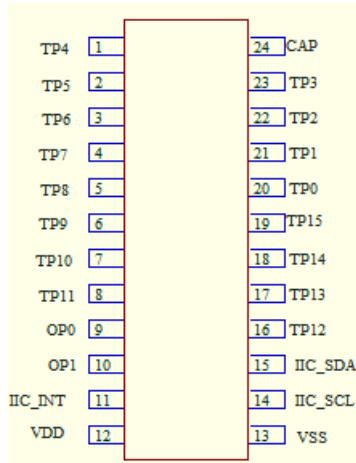 TP4 1 24 CAP
TP5 2 23 TP3
TP6 3 22 TP2
TP7 4 21 TP1
TP8 5 20 TP0
TP9 6 19 TP15
TP10 7 18 TP14
TP11 8 17 TP13
OP0 9 16 TP12
OP1 10 15 IIC_SDA
IIC_INT 11 14 IIC_SCL
VDD 12 13 VSS